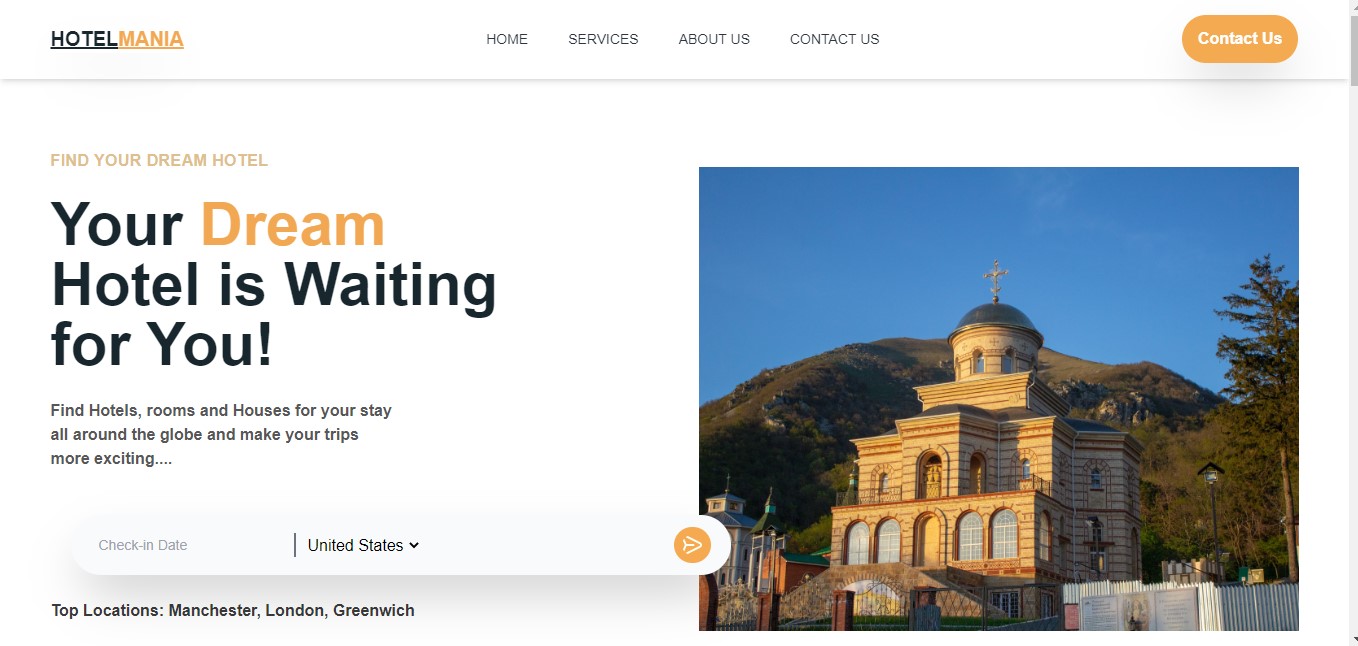 HOTELMANIA
HOME
SERVICES
ABOUT US
CONTACT US
Contact Us
FIND YOUR DREAM HOTEL
Your Dream
Hotel is Waiting
for You!
Find Hotels, rooms and Houses for your stay
all around the globe and make your trips
more exciting....
Check-in Date
United States
Top Locations: Manchester, London, Greenwich